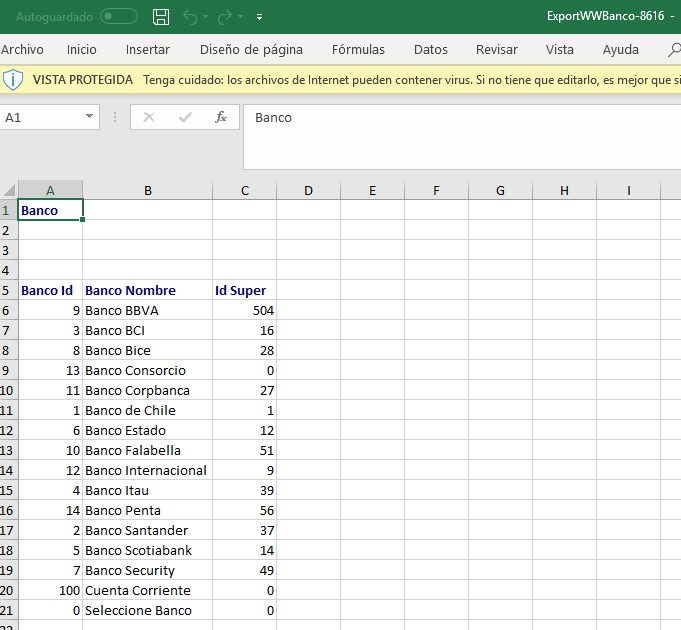 Autoguardado ExportWWBanco-8616 -
Archivo Inicio Insertar Diseño de página Fórmulas Datos Revisar Vista Ayuda
VISTA PROTEGIDA Tenga cuidado: los archivos de Internet pueden contener virus. Si no tiene que editarlo, es mejor que si
A1 fx Banco
A B C D E F G H I
1 Banco
2
3
4
5 Banco Id Banco Nombre Id Super
6 9 Banco BBVA 504
7 3 Banco BCI 16
8 8 Banco Bice 28
9 13 Banco Consorcio 0
10 11 Banco Corpbanca 27
11 1 Banco de Chile 1
12 6 Banco Estado 12
13 10 Banco Falabella 51
14 12 Banco Internacional 9
15 4 Banco Itau 39
16 14 Banco Penta 56
17 2 Banco Santander 37
18 5 Banco Scotiabank 14
19 7 Banco Security 49
20 100 Cuenta Corriente 0
21 0 Seleccione Banco 0
22